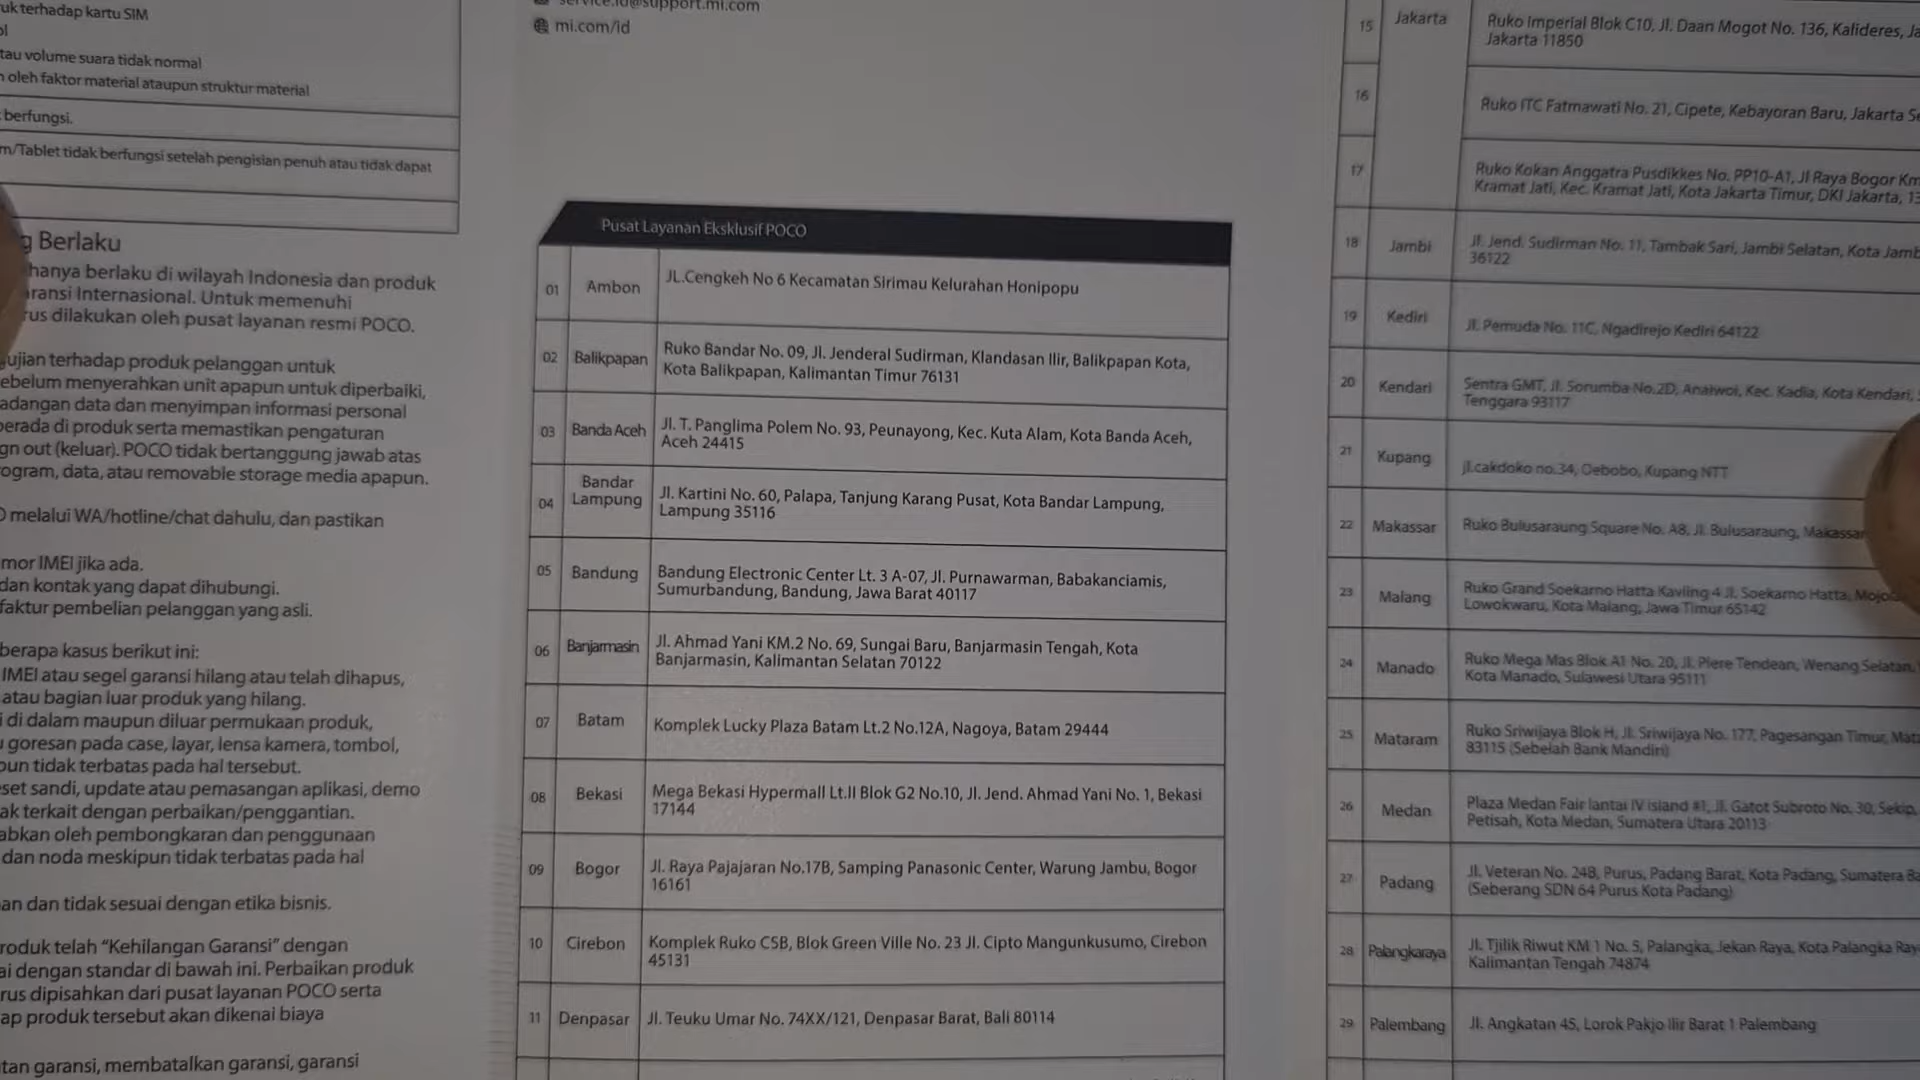 uk terhadap kartu SIM
ol
tau volume suara tidak normal
n oleh faktor material ataupun struktur material
berfungsi.
m/Tablet tidak berfungsi setelah pengisian penuh atau tidak dapat
g Berlaku
hanya berlaku di wilayah Indonesia dan produk
ransi Internasional. Untuk memenuhi
rus dilakukan oleh pusat layanan resmi POCO.
ujian terhadap produk pelanggan untuk
ebelum menyerahkan unit apapun untuk diperbaiki,
adangan data dan menyimpan informasi personal
berada di produk serta memastikan pengaturan
gn out (keluar). POCO tidak bertanggung jawab atas
ogram, data, atau removable storage media apapun.
O melalui WA/hotline/chat dahulu, dan pastikan
mor IMEI jika ada.
dan kontak yang dapat dihubungi.
faktur pembelian pelanggan yang asli.
berapa kasus berikut ini:
IMEI atau segel garansi hilang atau telah dihapus,
atau bagian luar produk yang hilang.
i di dalam maupun diluar permukaan produk,
u goresan pada case, layar, lensa kamera, tombol,
pun tidak terbatas pada hal tersebut.
eset sandi, update atau pemasangan aplikasi, demo
ak terkait dengan perbaikan/penggantian.
abkan oleh pembongkaran dan penggunaan
dan noda meskipun tidak terbatas pada hal
an dan tidak sesuai dengan etika bisnis.
roduk telah “Kehilangan Garansi” dengan
ai dengan standar di bawah ini. Perbaikan produk
rus dipisahkan dari pusat layanan POCO serta
ap produk tersebut akan dikenai biaya
tan garansi, membatalkan garansi, garansi
service.id@support.mi.com
mi.com/id
Pusat Layanan Eksklusif POCO
01 Ambon JL.Cengkeh No 6 Kecamatan Sirimau Kelurahan Honipopu
02 Balikpapan Ruko Bandar No. 09, Jl. Jenderal Sudirman, Klandasan Ilir, Balikpapan Kota,
Kota Balikpapan, Kalimantan Timur 76131
03 Banda Aceh Jl. T. Panglima Polem No. 93, Peunayong, Kec. Kuta Alam, Kota Banda Aceh,
Aceh 24415
04 Bandar
Lampung Jl. Kartini No. 60, Palapa, Tanjung Karang Pusat, Kota Bandar Lampung,
Lampung 35116
05 Bandung Bandung Electronic Center Lt. 3 A-07, Jl. Purnawarman, Babakanciamis,
Sumurbandung, Bandung, Jawa Barat 40117
06 Banjarmasin Jl. Ahmad Yani KM.2 No. 69, Sungai Baru, Banjarmasin Tengah, Kota
Banjarmasin, Kalimantan Selatan 70122
07 Batam Komplek Lucky Plaza Batam Lt.2 No.12A, Nagoya, Batam 29444
08 Bekasi Mega Bekasi Hypermall Lt.II Blok G2 No.10, Jl. Jend. Ahmad Yani No. 1, Bekasi
17144
09 Bogor Jl. Raya Pajajaran No.17B, Samping Panasonic Center, Warung Jambu, Bogor
16161
10 Cirebon Komplek Ruko CSB, Blok Green Ville No. 23 Jl. Cipto Mangunkusumo, Cirebon
45131
11 Denpasar Jl. Teuku Umar No. 74XX/121, Denpasar Barat, Bali 80114
15 Jakarta Ruko Imperial Blok C10, Jl. Daan Mogot No. 136, Kalideres, Ja
Jakarta 11850
16 Ruko ITC Fatmawati No. 21, Cipete, Kebayoran Baru, Jakarta Se
17 Ruko Kokan Anggatra Pusdikkes No. PP10-A1, Jl Raya Bogor Km
Kramat Jati, Kec. Kramat Jati, Kota Jakarta Timur, DKI Jakarta, 13
18 Jambi Jl. Jend. Sudirman No. 11, Tambak Sari, Jambi Selatan, Kota Jamb
36122
19 Kediri Jl. Pemuda No. 11C, Ngadirejo Kediri 64122
20 Kendari Sentra GMT, Jl. Sorumba No.2D, Anaiwoi, Kec. Kadia, Kota Kendari, S
Tenggara 93117
21 Kupang jl.cakdoko no.34, Oebobo, Kupang NTT
22 Makassar Ruko Bulusaraung Square No. A8, Jl. Bulusaraung, Makassar
23 Malang Ruko Grand Soekarno Hatta Kavling 4 Jl. Soekarno Hatta, Mojo
Lowokwaru, Kota Malang, Jawa Timur 65142
24 Manado Ruko Mega Mas Blok A1 No. 20, Jl. Piere Tendean, Wenang Selatan,
Kota Manado, Sulawesi Utara 95111
25 Mataram Ruko Sriwijaya Blok H, Jl. Sriwijaya No. 177, Pagesangan Timur, Mata
83115 (Sebelah Bank Mandiri)
26 Medan Plaza Medan Fair lantai IV island #1, Jl. Gatot Subroto No. 30, Sekip,
Petisah, Kota Medan, Sumatera Utara 20113
27 Padang Jl. Veteran No. 24B, Purus, Padang Barat, Kota Padang, Sumatera Ba
(Seberang SDN 64 Purus Kota Padang)
28 Palangkaraya Jl. Tjilik Riwut KM 1 No. 5, Palangka, Jekan Raya, Kota Palangka Ray
Kalimantan Tengah 74874
29 Palembang Jl. Angkatan 45, Lorok Pakjo Ilir Barat 1 Palembang